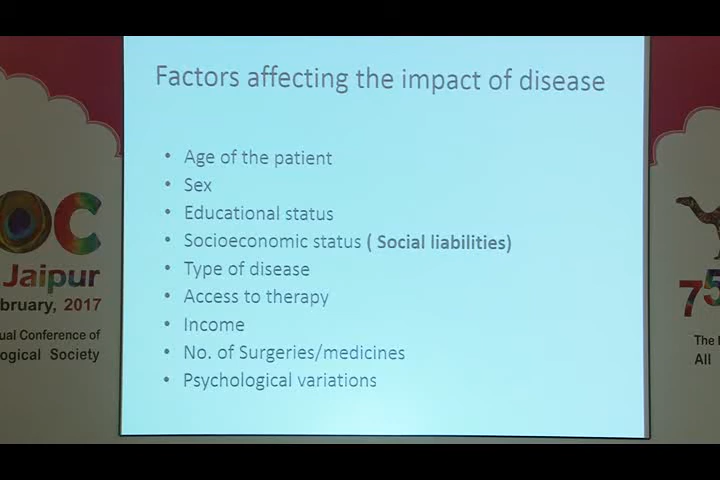 Factors affecting the impact of disease
• Age of the patient
• Sex
• Educational status
• Socioeconomic status ( Social liabilities)
• Type of disease
• Access to therapy
• Income
• No. of Surgeries/medicines
• Psychological variations
OC
Jaipur
bruary, 2017
ual Conference of
ogical Society
75
The
All